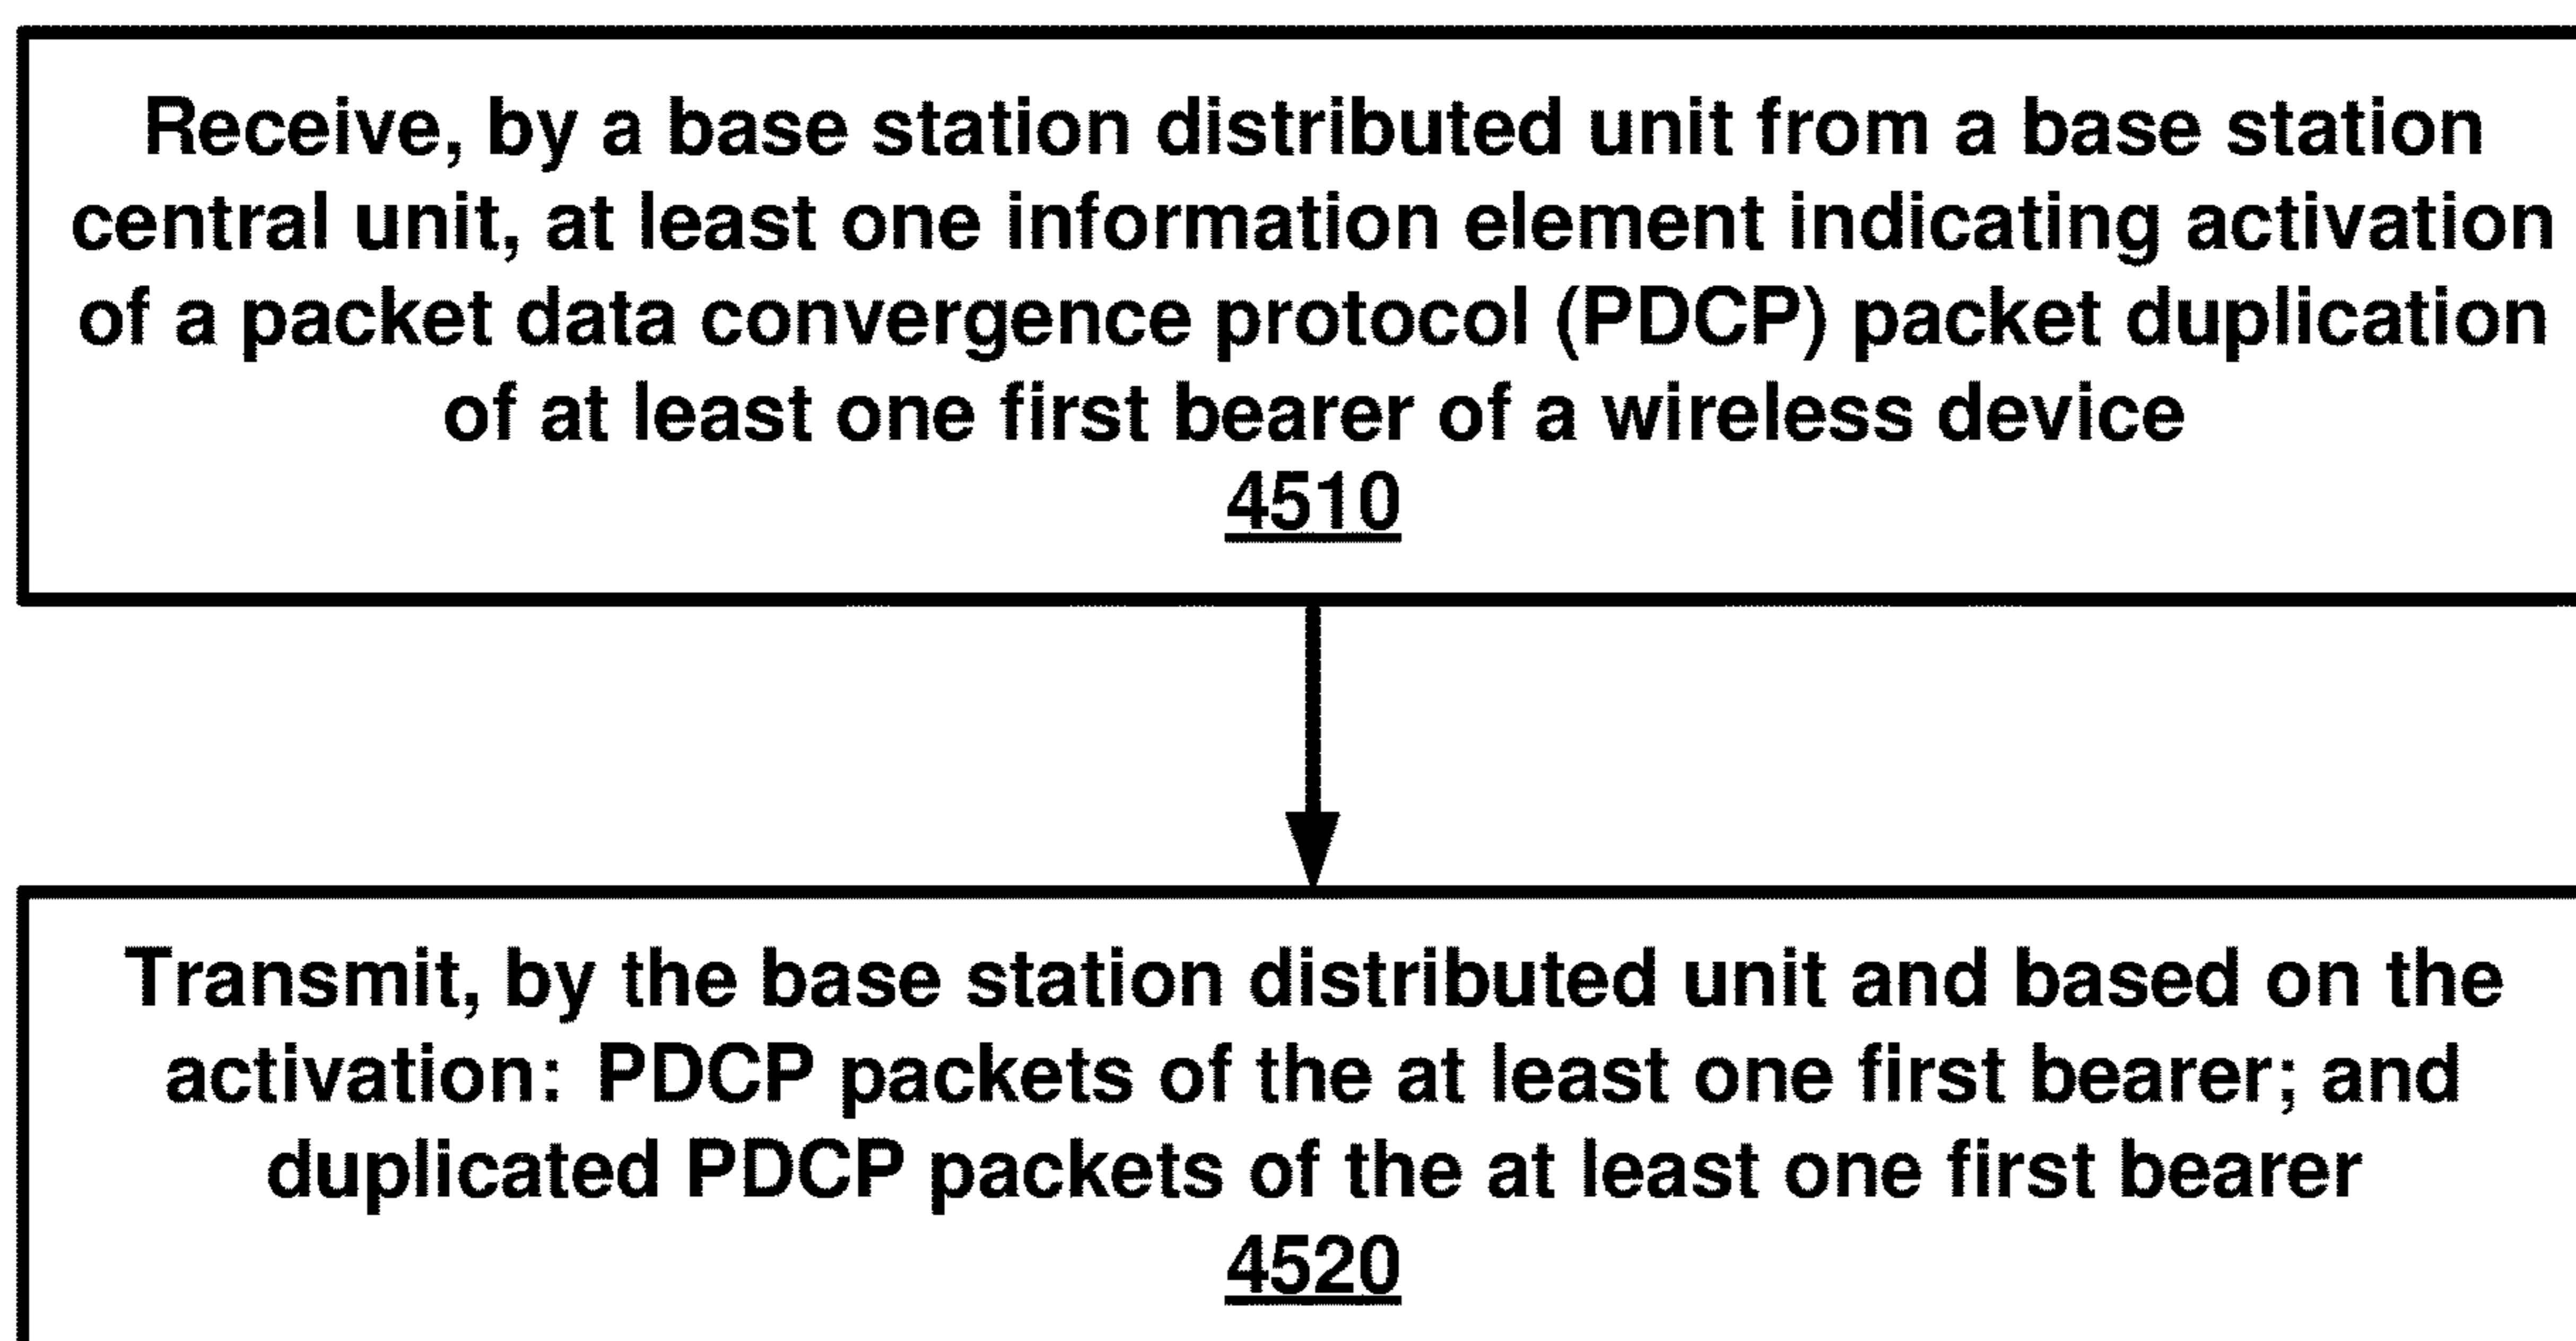 Receive, by a base station distributed unit from a base station
central unit, at least one information element indicating activation
of a packet data convergence protocol (PDCP) packet duplication
of at least one first bearer of a wireless device
4510
Transmit, by the base station distributed unit and based on the
activation: PDCP packets of the at least one first bearer; and
duplicated PDCP packets of the at least one first bearer
4520